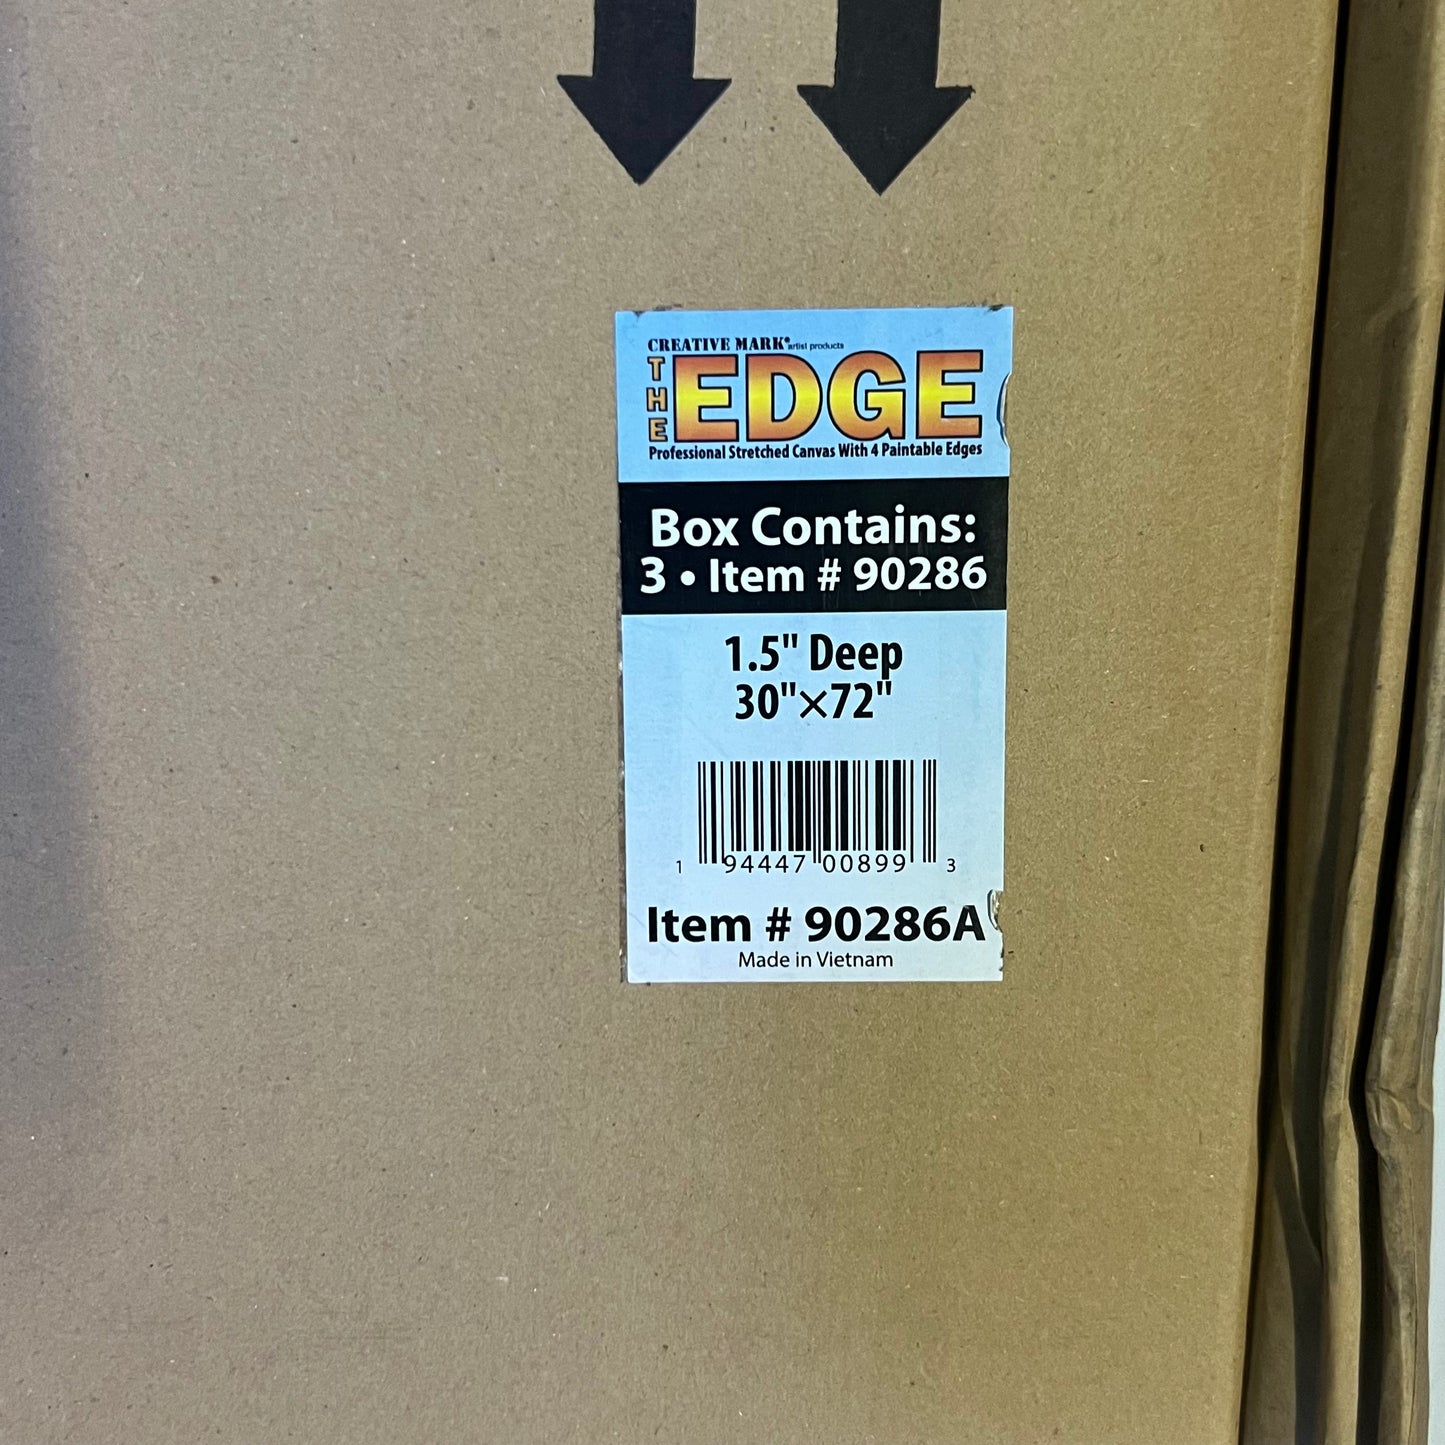 CREATIVE MARK® artist products
THE EDGE
Professional Stretched Canvas With 4 Paintable Edges
Box Contains:
3 • Item # 90286
1.5" Deep
30"×72"
1 94447 00899 3
Item # 90286A
Made in Vietnam